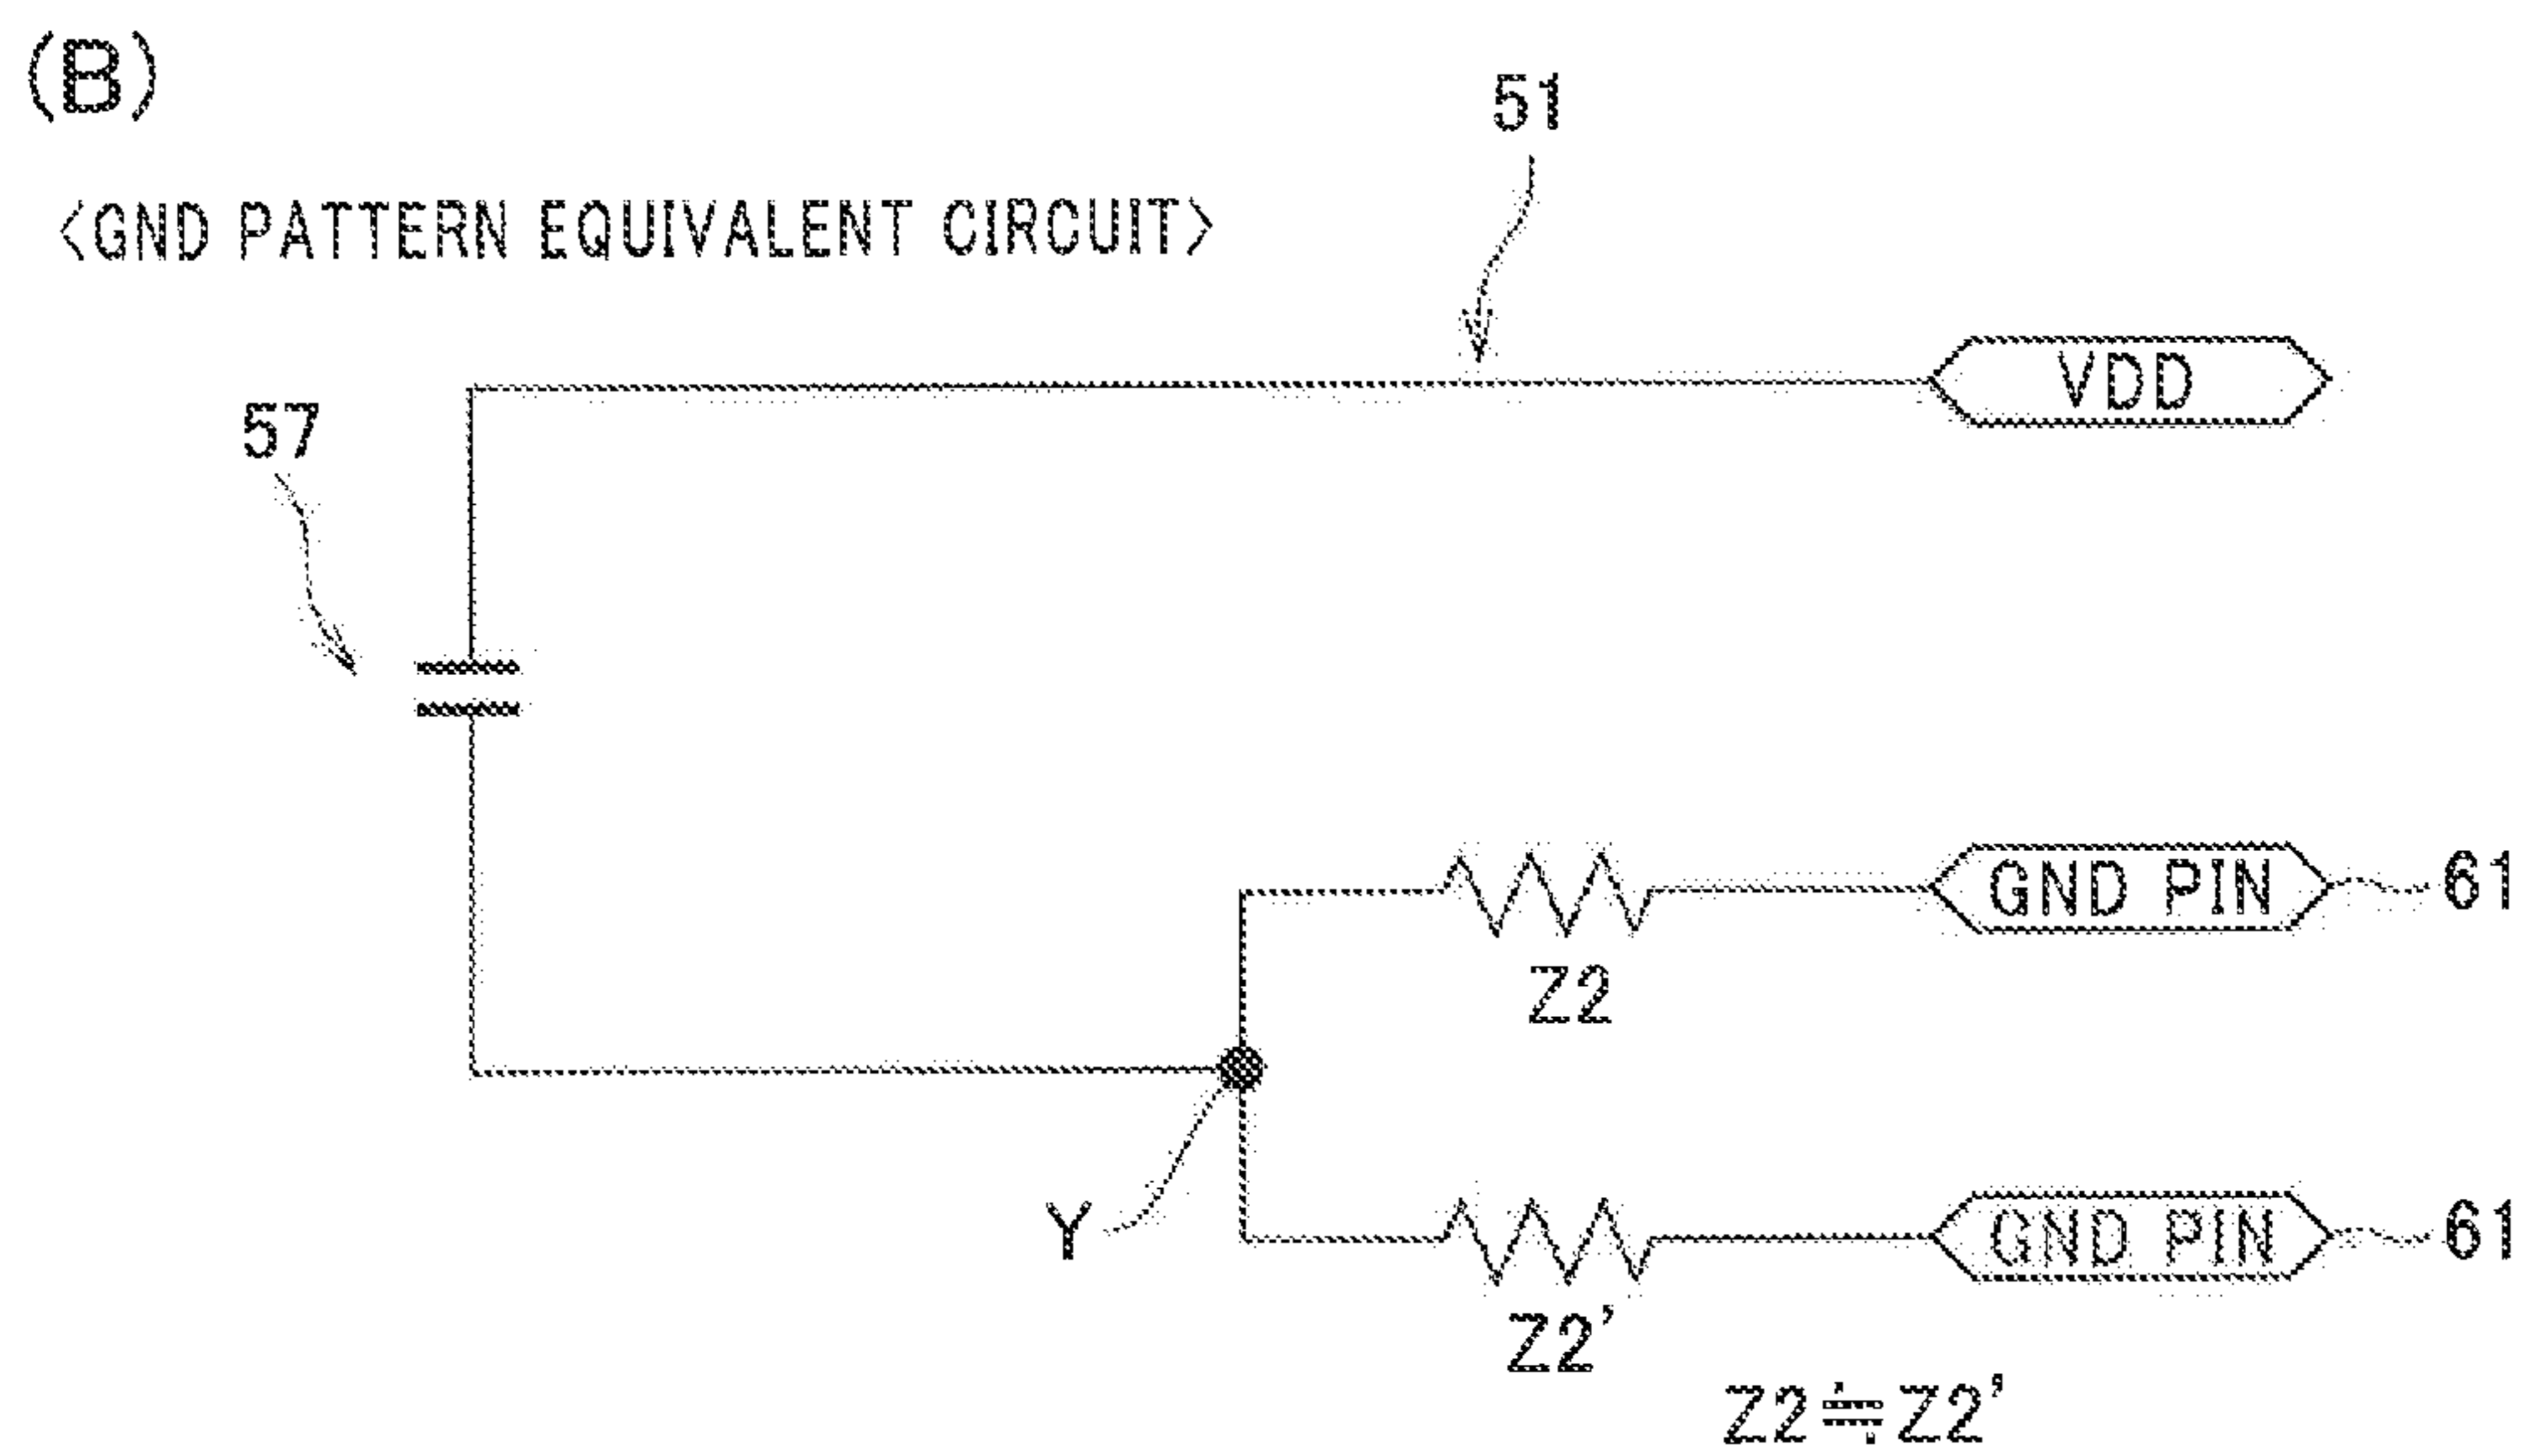 (B)
<GND PATTERN EQUIVALENT CIRCUIT>
51
VDD
57
GND PIN
61
Z2
Y
GND PIN
61
Z2'
Z2≒Z2'